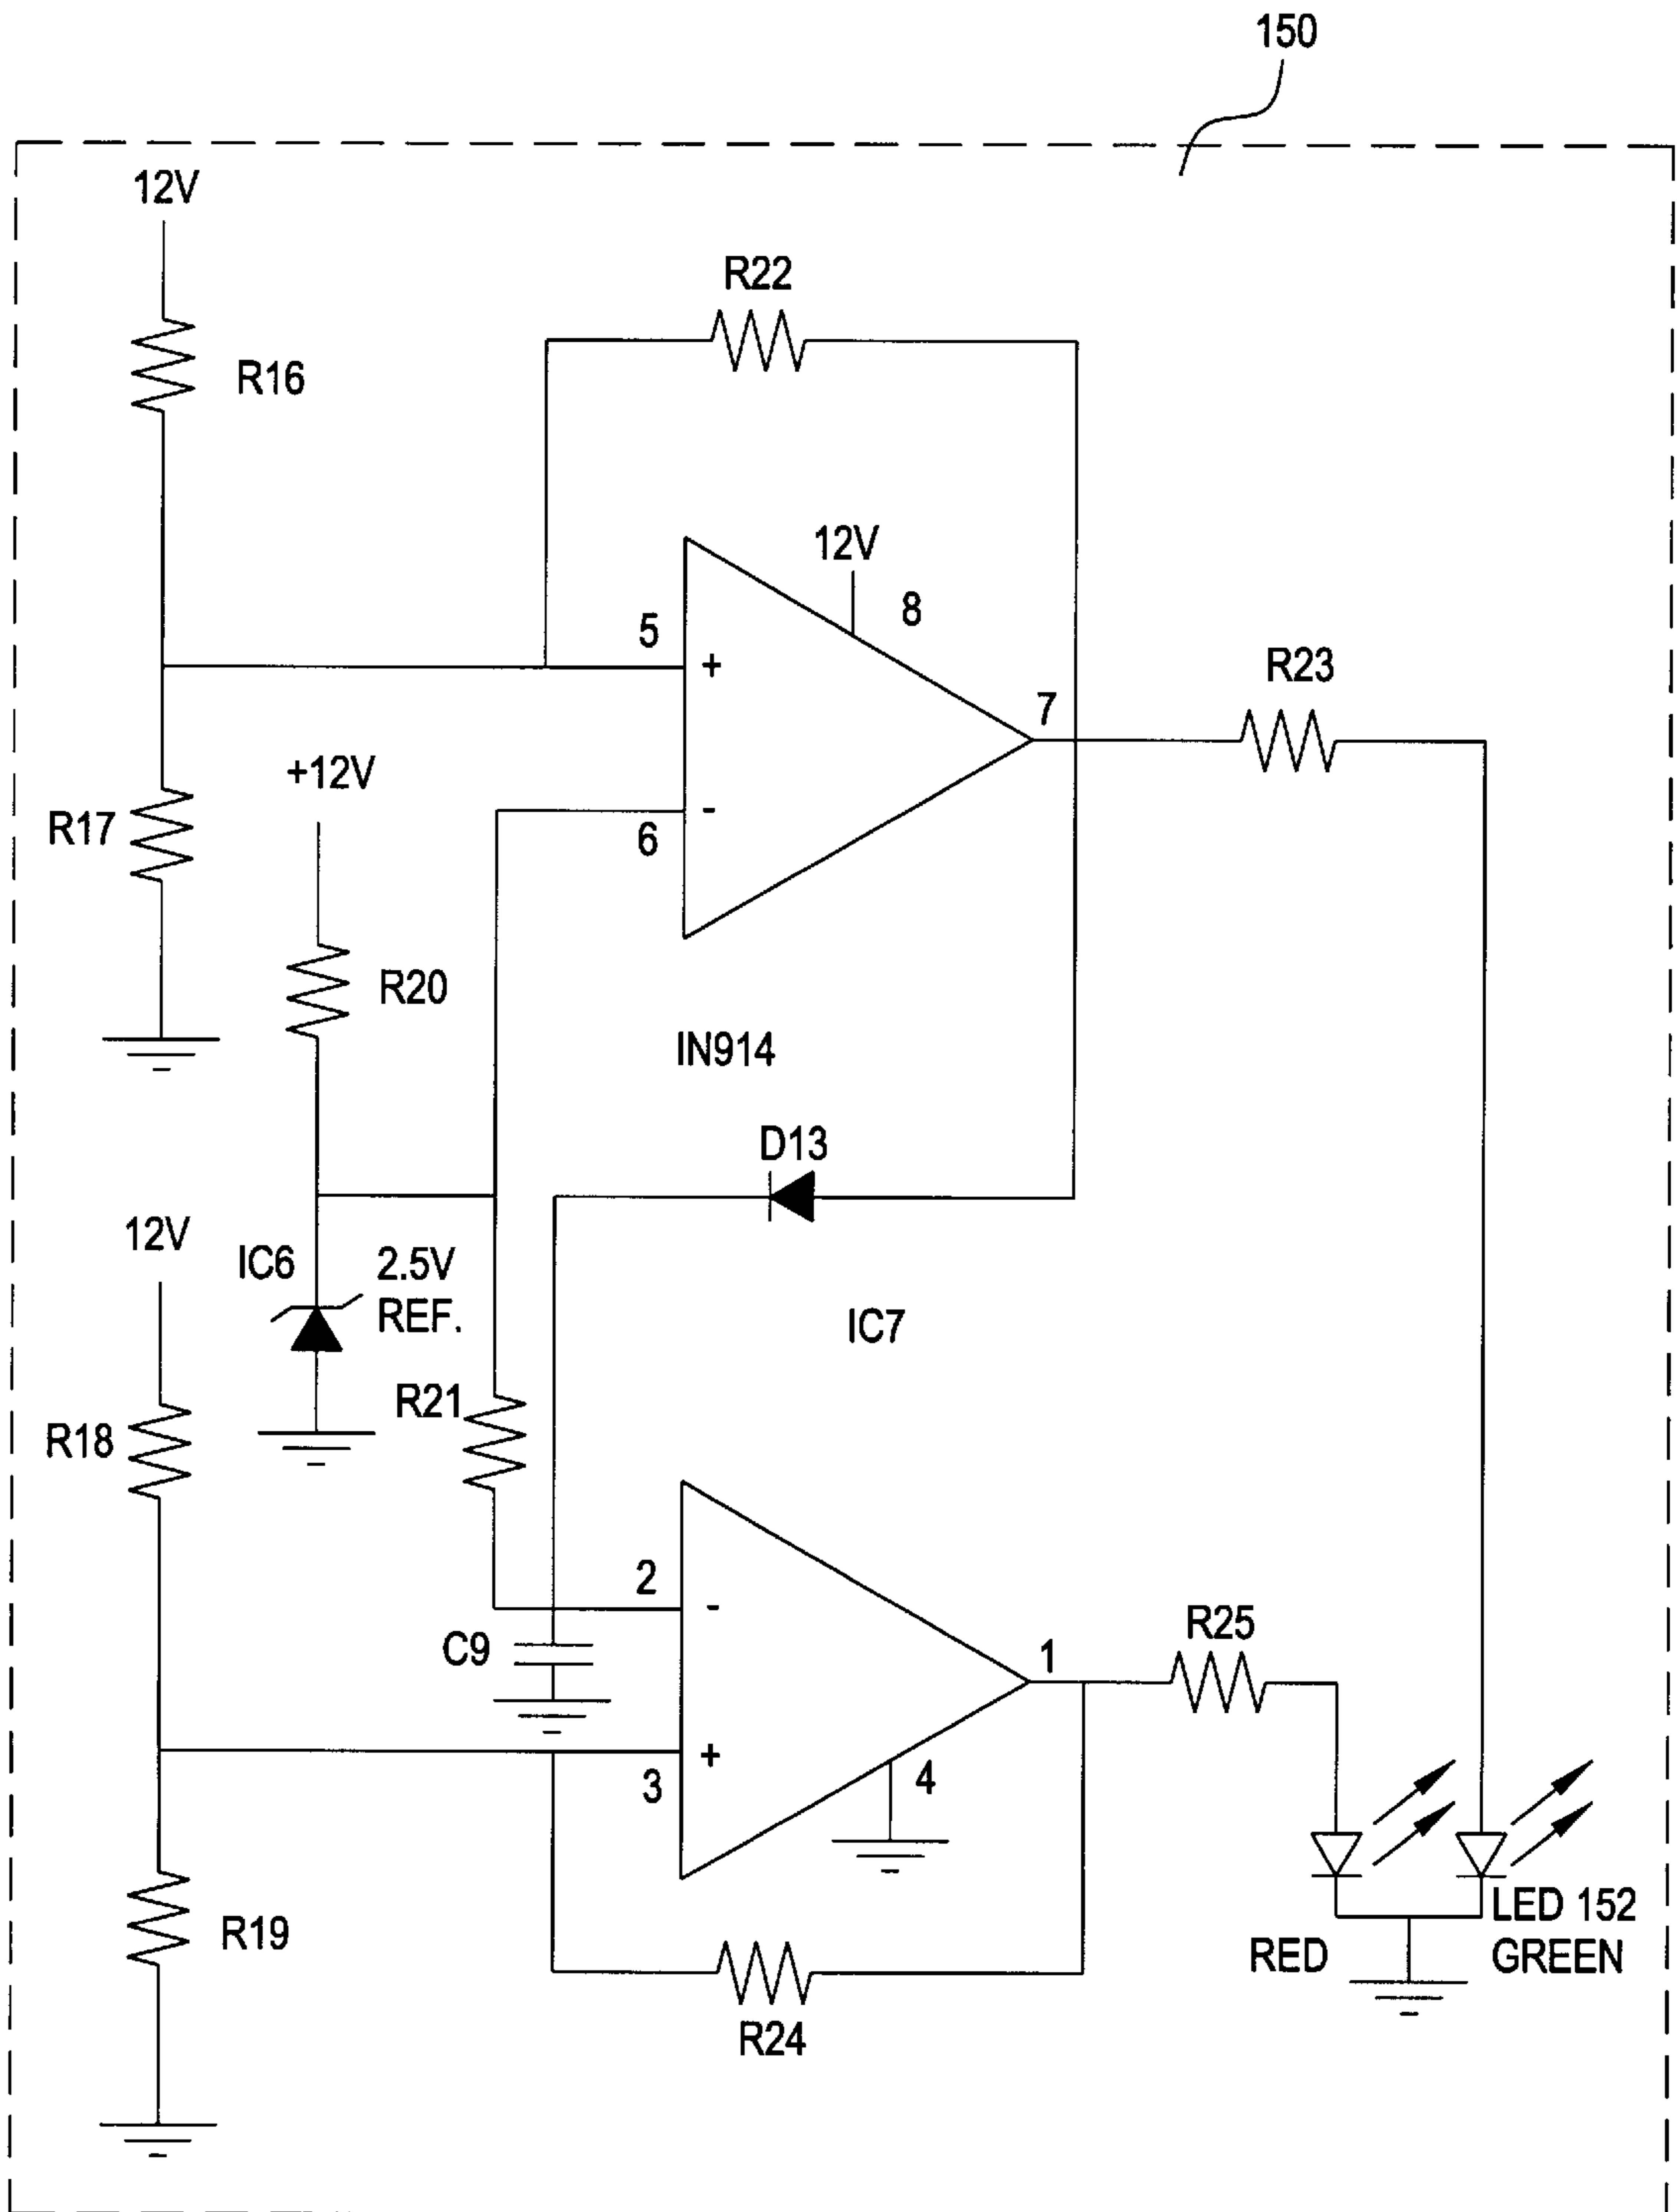 150
12V
R22
R16
12V
8
5
+
R23
7
+12V
R17
-
6
R20
IN914
D13
12V
IC6
2.5V
REF.
IC7
R21
R18
2
-
C9
R25
1
+
3
4
R19
LED 152
RED
GREEN
R24